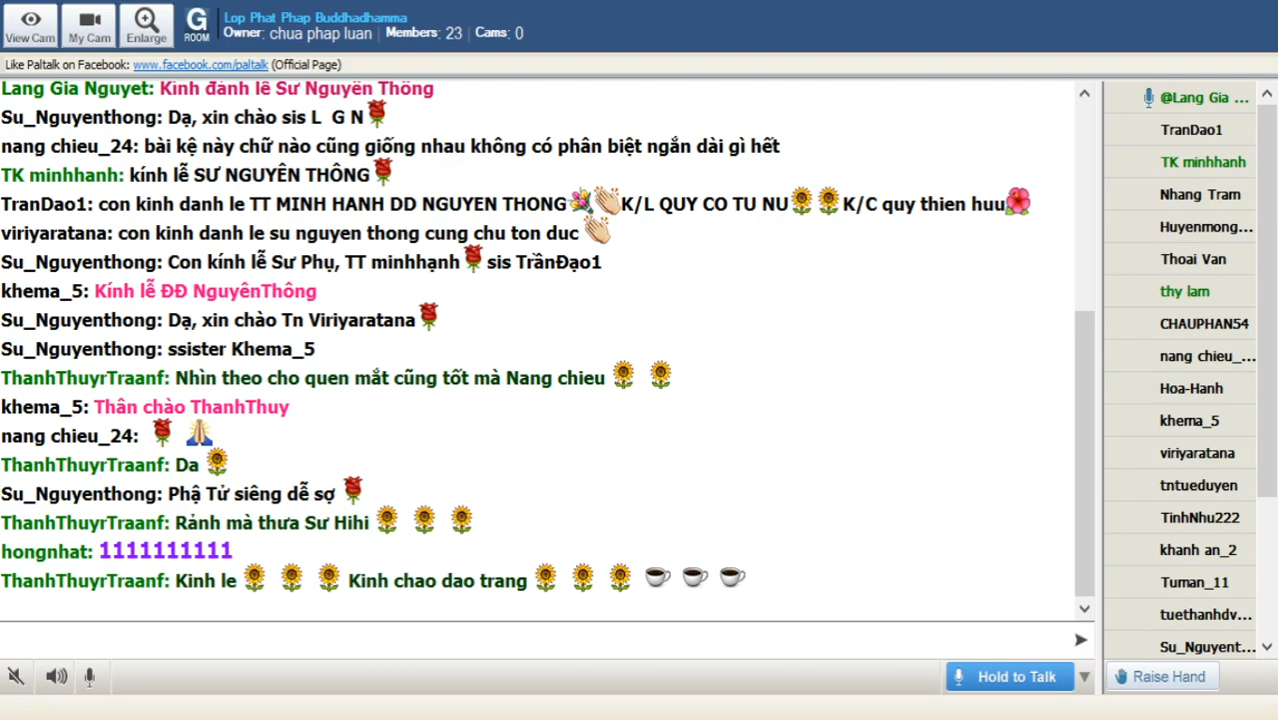 View Cam
My Cam
Enlarge
G
ROOM
Lop Phat Phap Buddhadhamma
Owner: chua phap luan | Members: 23 | Cams: 0
Like Paltalk on Facebook: www.facebook.com/paltalk (Official Page)
Lang Gia Nguyet: Kính đảnh lễ Sư Nguyên Thông
Su_Nguyenthong: Dạ, xin chào sis L G N
nang chieu_24: bài kệ này chữ nào cũng giống nhau không có phân biệt ngắn dài gì hết
TK minhhanh: kính lễ SƯ NGUYÊN THÔNG
TranDao1: con kinh danh le TT MINH HANH DD NGUYEN THONG K/L QUY CO TU NU K/C quy thien huu
viriyaratana: con kinh danh le su nguyen thong cung chu ton duc
Su_Nguyenthong: Con kính lễ Sư Phụ, TT minhhạnh sis TrầnĐạo1
khema_5: Kính lễ ĐĐ NguyênThông
Su_Nguyenthong: Dạ, xin chào Tn Viriyaratana
Su_Nguyenthong: ssister Khema_5
ThanhThuyrTraanf: Nhìn theo cho quen mắt cũng tốt mà Nang chieu
khema_5: Thân chào ThanhThuy
nang chieu_24:
ThanhThuyrTraanf: Da
Su_Nguyenthong: Phậ Tử siêng dễ sợ
ThanhThuyrTraanf: Rảnh mà thưa Sư Hihi
hongnhat: 1111111111
ThanhThuyrTraanf: Kinh le Kinh chao dao trang
Hold to Talk
@Lang Gia ...
TranDao1
TK minhhanh
Nhang Tram
Huyenmong...
Thoai Van
thy lam
CHAUPHAN54
nang chieu_...
Hoa-Hanh
khema_5
viriyaratana
tntueduyen
TinhNhu222
khanh an_2
Tuman_11
tuethanhdv...
Su_Nguyent...
Raise Hand